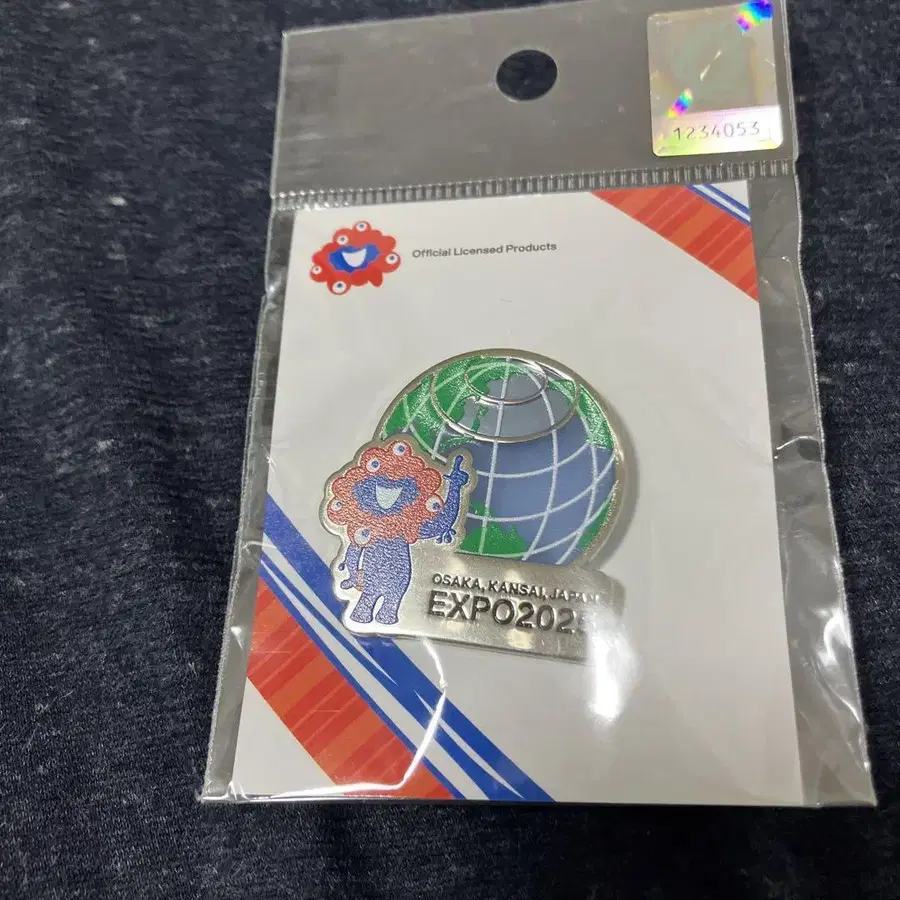 1234053
Official Licensed Products
OSAKA, KANSAI, JAPAN
EXPO2025